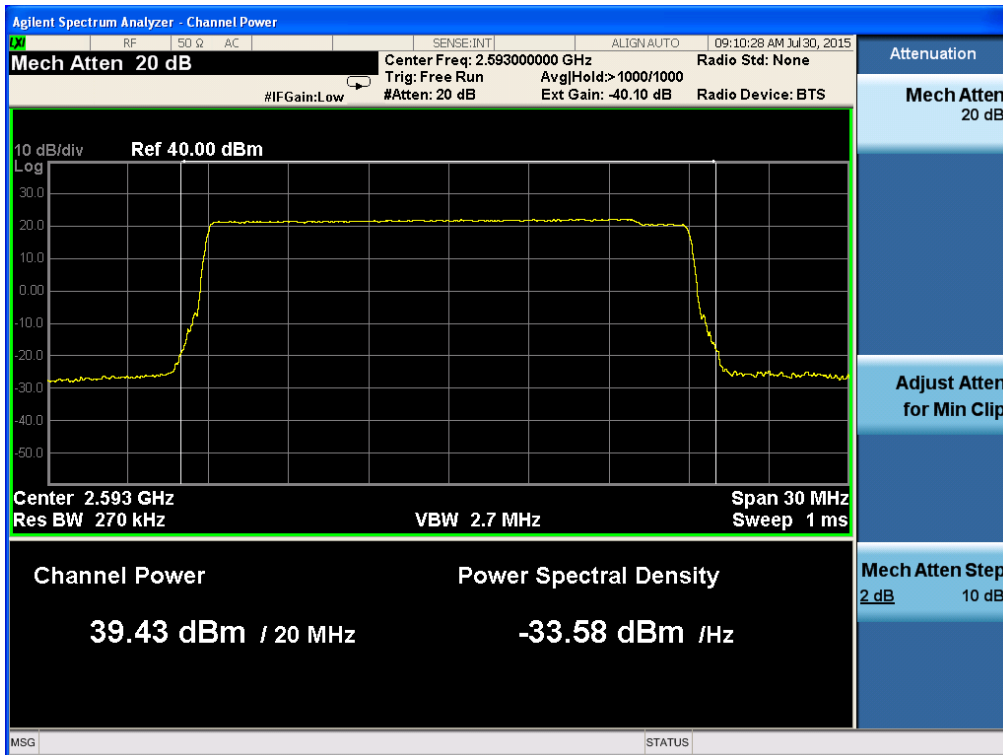 Agilent Spectrum Analyzer - Channel Power
LXI RF 50 Ω AC SENSE:INT ALIGN AUTO 09:10:28 AM Jul 30, 2015
Mech Atten 20 dB
Center Freq: 2.593000000 GHz
Radio Std: None
Trig: Free Run
Avg|Hold:>1000/1000
#IFGain:Low
#Atten: 20 dB
Ext Gain: -40.10 dB
Radio Device: BTS
10 dB/div
Ref 40.00 dBm
Log
30.0
20.0
10.0
0.00
-10.0
-20.0
-30.0
-40.0
-50.0
Center 2.593 GHz
Span 30 MHz
Res BW 270 kHz
VBW 2.7 MHz
Sweep 1 ms
Channel Power
Power Spectral Density
39.43 dBm / 20 MHz
-33.58 dBm /Hz
MSG
STATUS
Attenuation
Mech Atten
20 dB
Adjust Atten
for Min Clip
Mech Atten Step
2 dB 10 dB